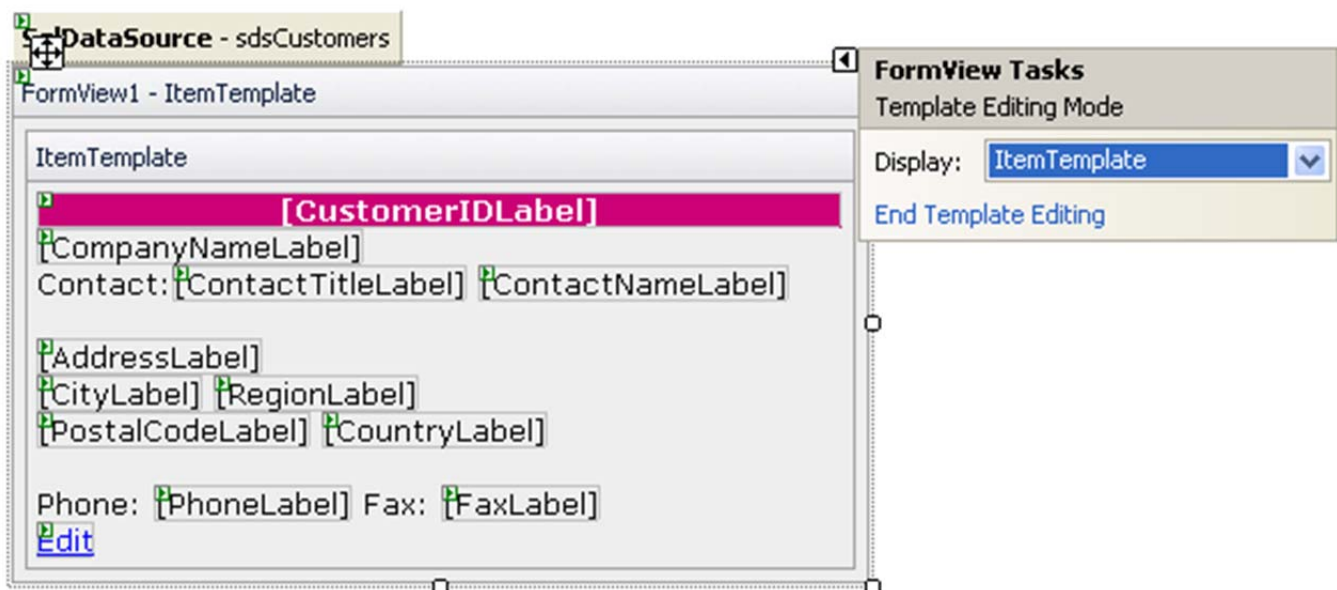 SqlDataSource - sdsCustomers
FormView1 - ItemTemplate
ItemTemplate
[CustomerIDLabel]
[CompanyNameLabel]
Contact: [ContactTitleLabel] [ContactNameLabel]
[AddressLabel]
[CityLabel] [RegionLabel]
[PostalCodeLabel] [CountryLabel]
Phone: [PhoneLabel] Fax: [FaxLabel]
Edit
FormView Tasks
Template Editing Mode
Display: ItemTemplate
End Template Editing